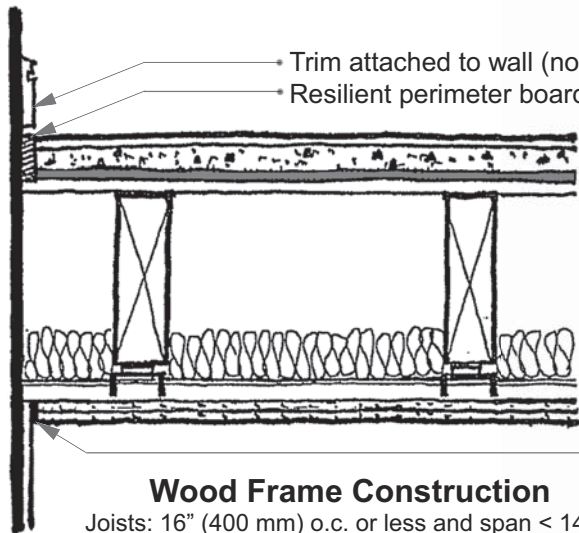 Trim attached to wall (no
Resilient perimeter board
Wood Frame Construction
Joists: 16” (400 mm) o.c. or less and span < 14